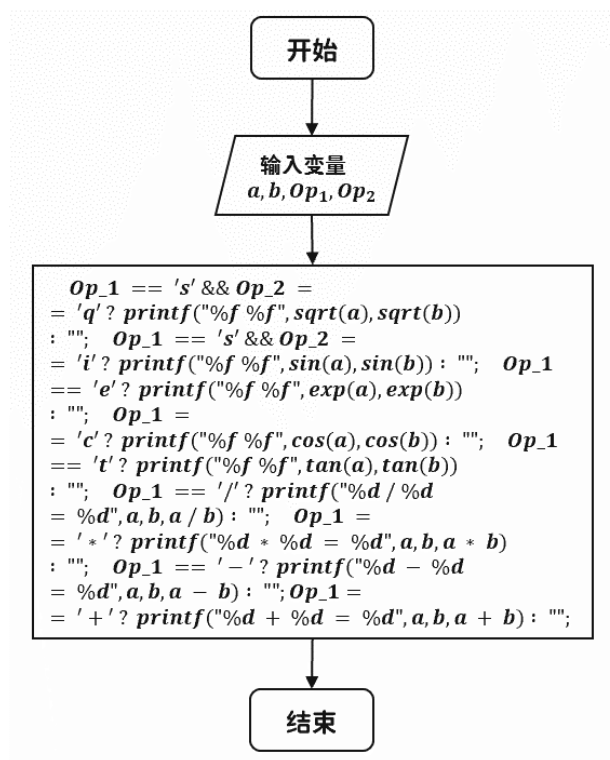 开始
输入变量
a, b, Op₁, Op₂
Op_1 == 's' && Op_2 =
= 'q' ? printf("%f %f", sqrt(a), sqrt(b))
: ""; Op_1 == 's' && Op_2 =
= 'i' ? printf("%f %f", sin(a), sin(b)) : ""; Op_1
== 'e' ? printf("%f %f", exp(a), exp(b))
: ""; Op_1 =
= 'c' ? printf("%f %f", cos(a), cos(b)) : ""; Op_1
== 't' ? printf("%f %f", tan(a), tan(b))
: ""; Op_1 == '/' ? printf("%d / %d
= %d", a, b, a / b) : ""; Op_1 =
= ' * ' ? printf("%d * %d = %d", a, b, a * b)
: ""; Op_1 == ' − ' ? printf("%d − %d
= %d", a, b, a − b) : ""; Op_1 =
= ' + ' ? printf("%d + %d = %d", a, b, a + b) : "";
结束